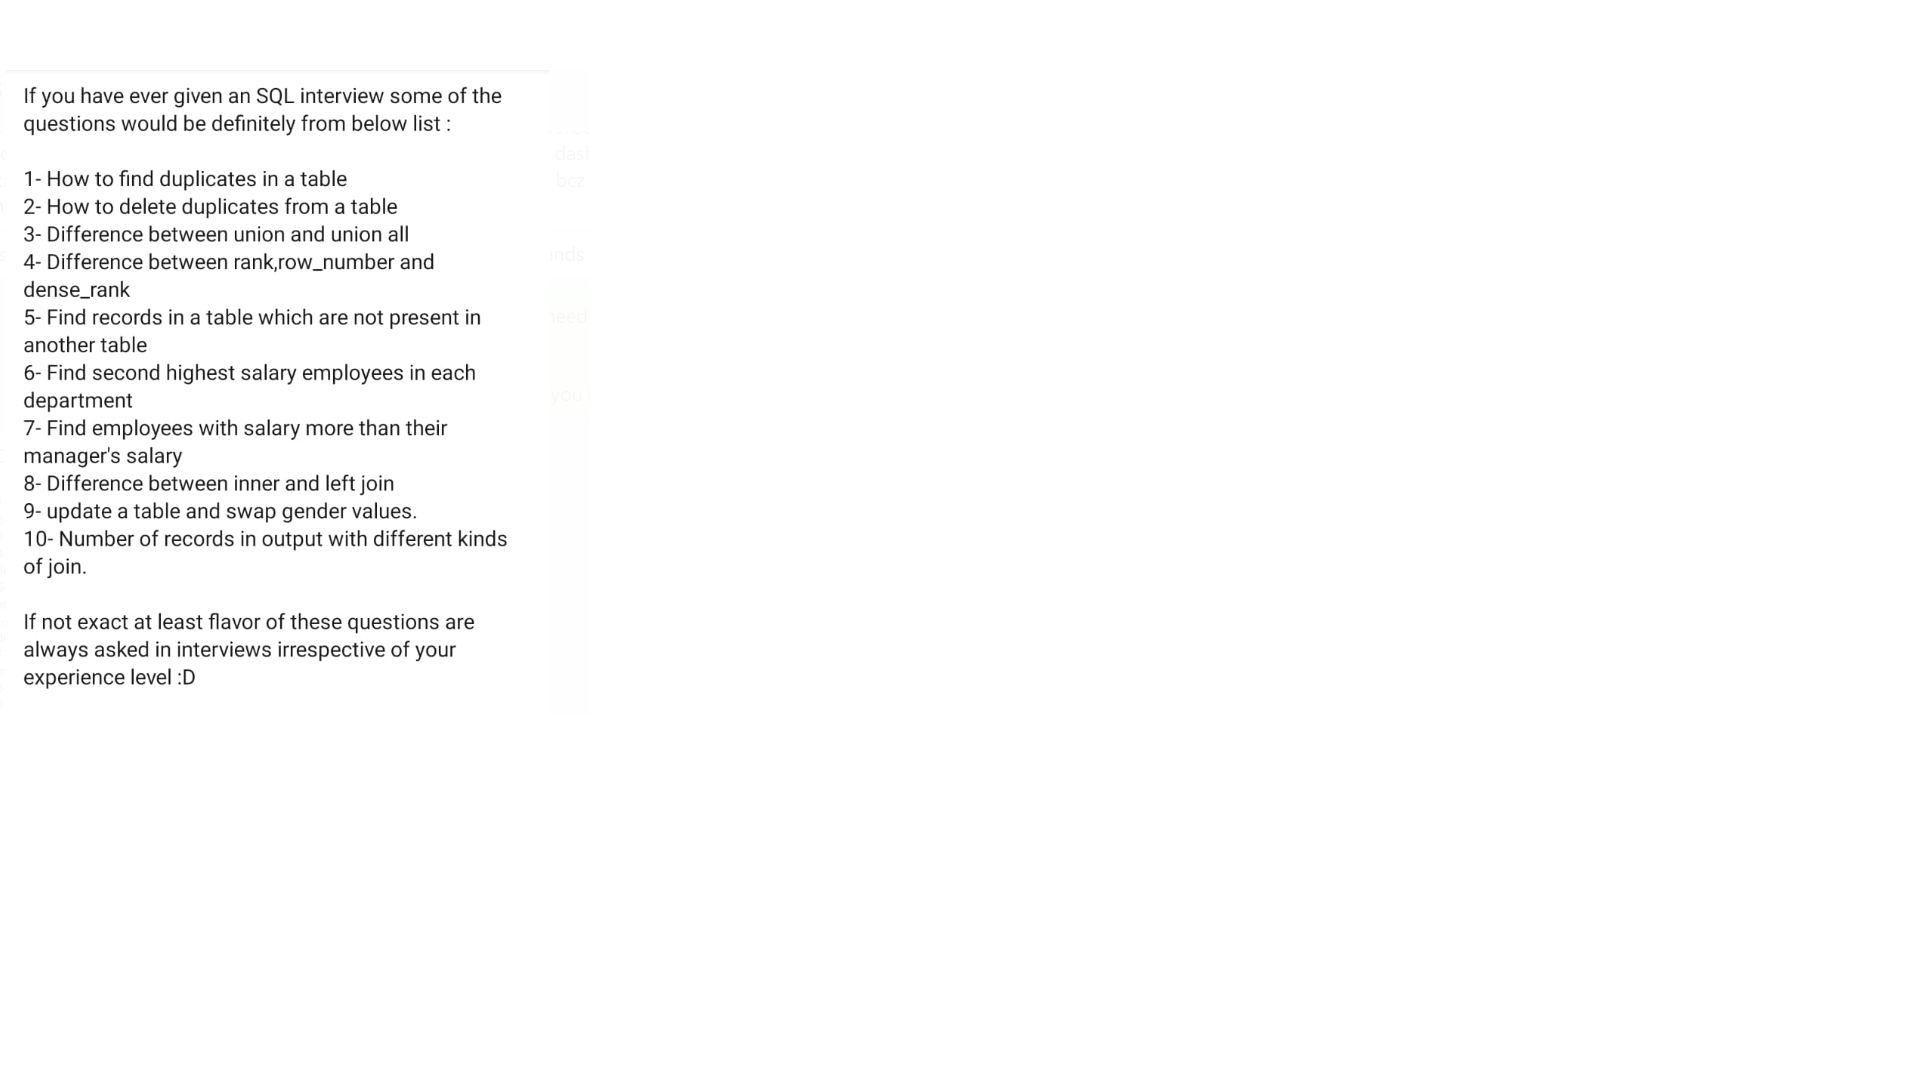 If you have ever given an SQL interview some of the
questions would be definitely from below list :
1- How to find duplicates in a table
2- How to delete duplicates from a table
3- Difference between union and union all
4- Difference between rank,row_number and
dense_rank
5- Find records in a table which are not present in
another table
6- Find second highest salary employees in each
department
7- Find employees with salary more than their
manager's salary
8- Difference between inner and left join
9- update a table and swap gender values.
10- Number of records in output with different kinds
of join.
If not exact at least flavor of these questions are
always asked in interviews irrespective of your
experience level :D